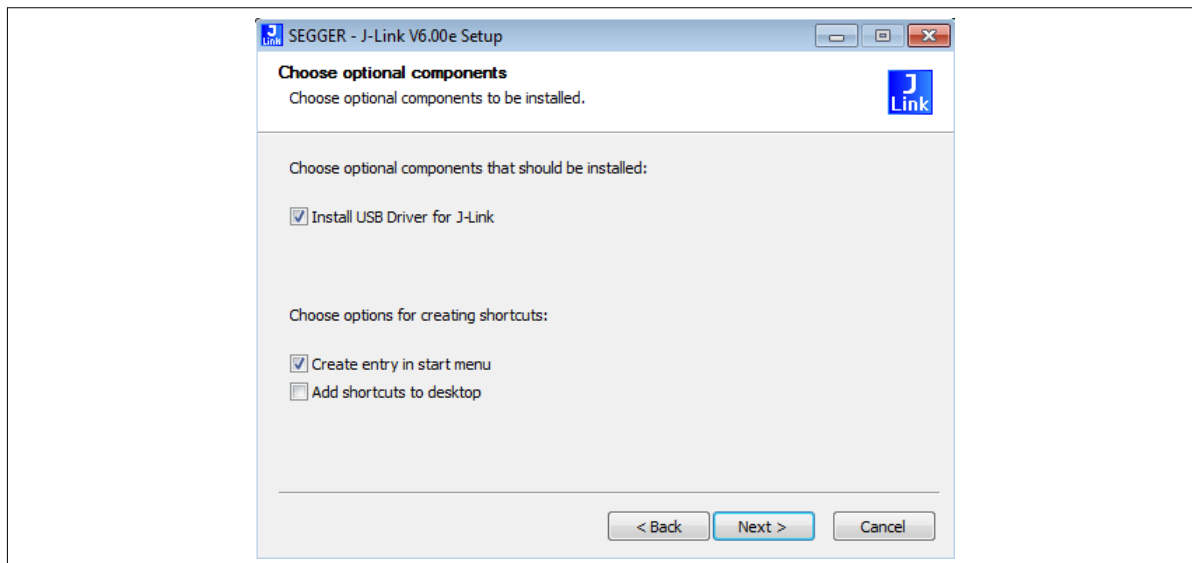 J
Link
SEGGER - J-Link V6.00e Setup
Choose optional components
Choose optional components to be installed.
J
Link
Choose optional components that should be installed:
Install USB Driver for J-Link
Choose options for creating shortcuts:
Create entry in start menu
Add shortcuts to desktop
< Back Next > Cancel